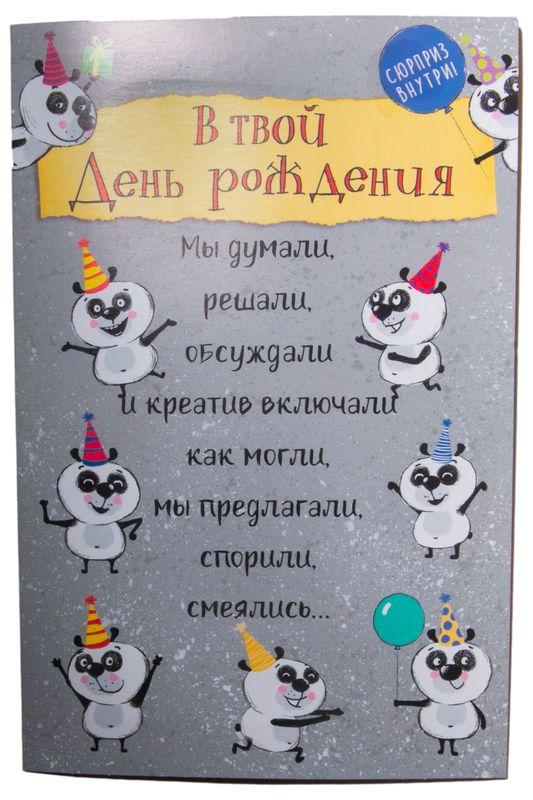 СЮРПРИЗ
ВНУТРИ!
В твой
День рождения
Мы думали,
решали,
обсуждали
и креатив включали
как могли,
мы предлагали,
спорили,
смеялись...